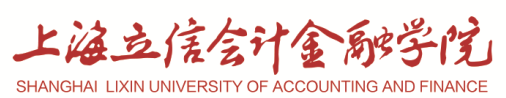 上海立信会计金融学院
SHANGHAI LIXIN UNIVERSITY OF ACCOUNTING AND FINANCE